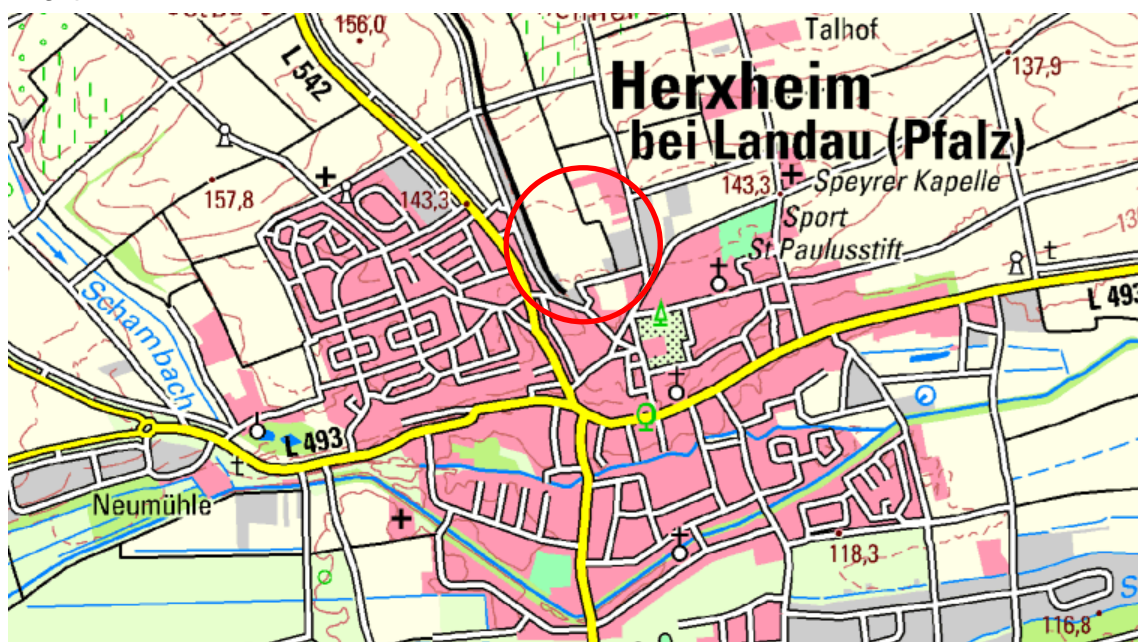 156,0
Talhof
L 542
137,9
Herxheim
bei Landau (Pfalz)
157,8
143,3
143,3
Speyrer Kapelle
Sport
St Paulusstift
Schambach
L 493
L 493
Neumühle
118,3
116,8